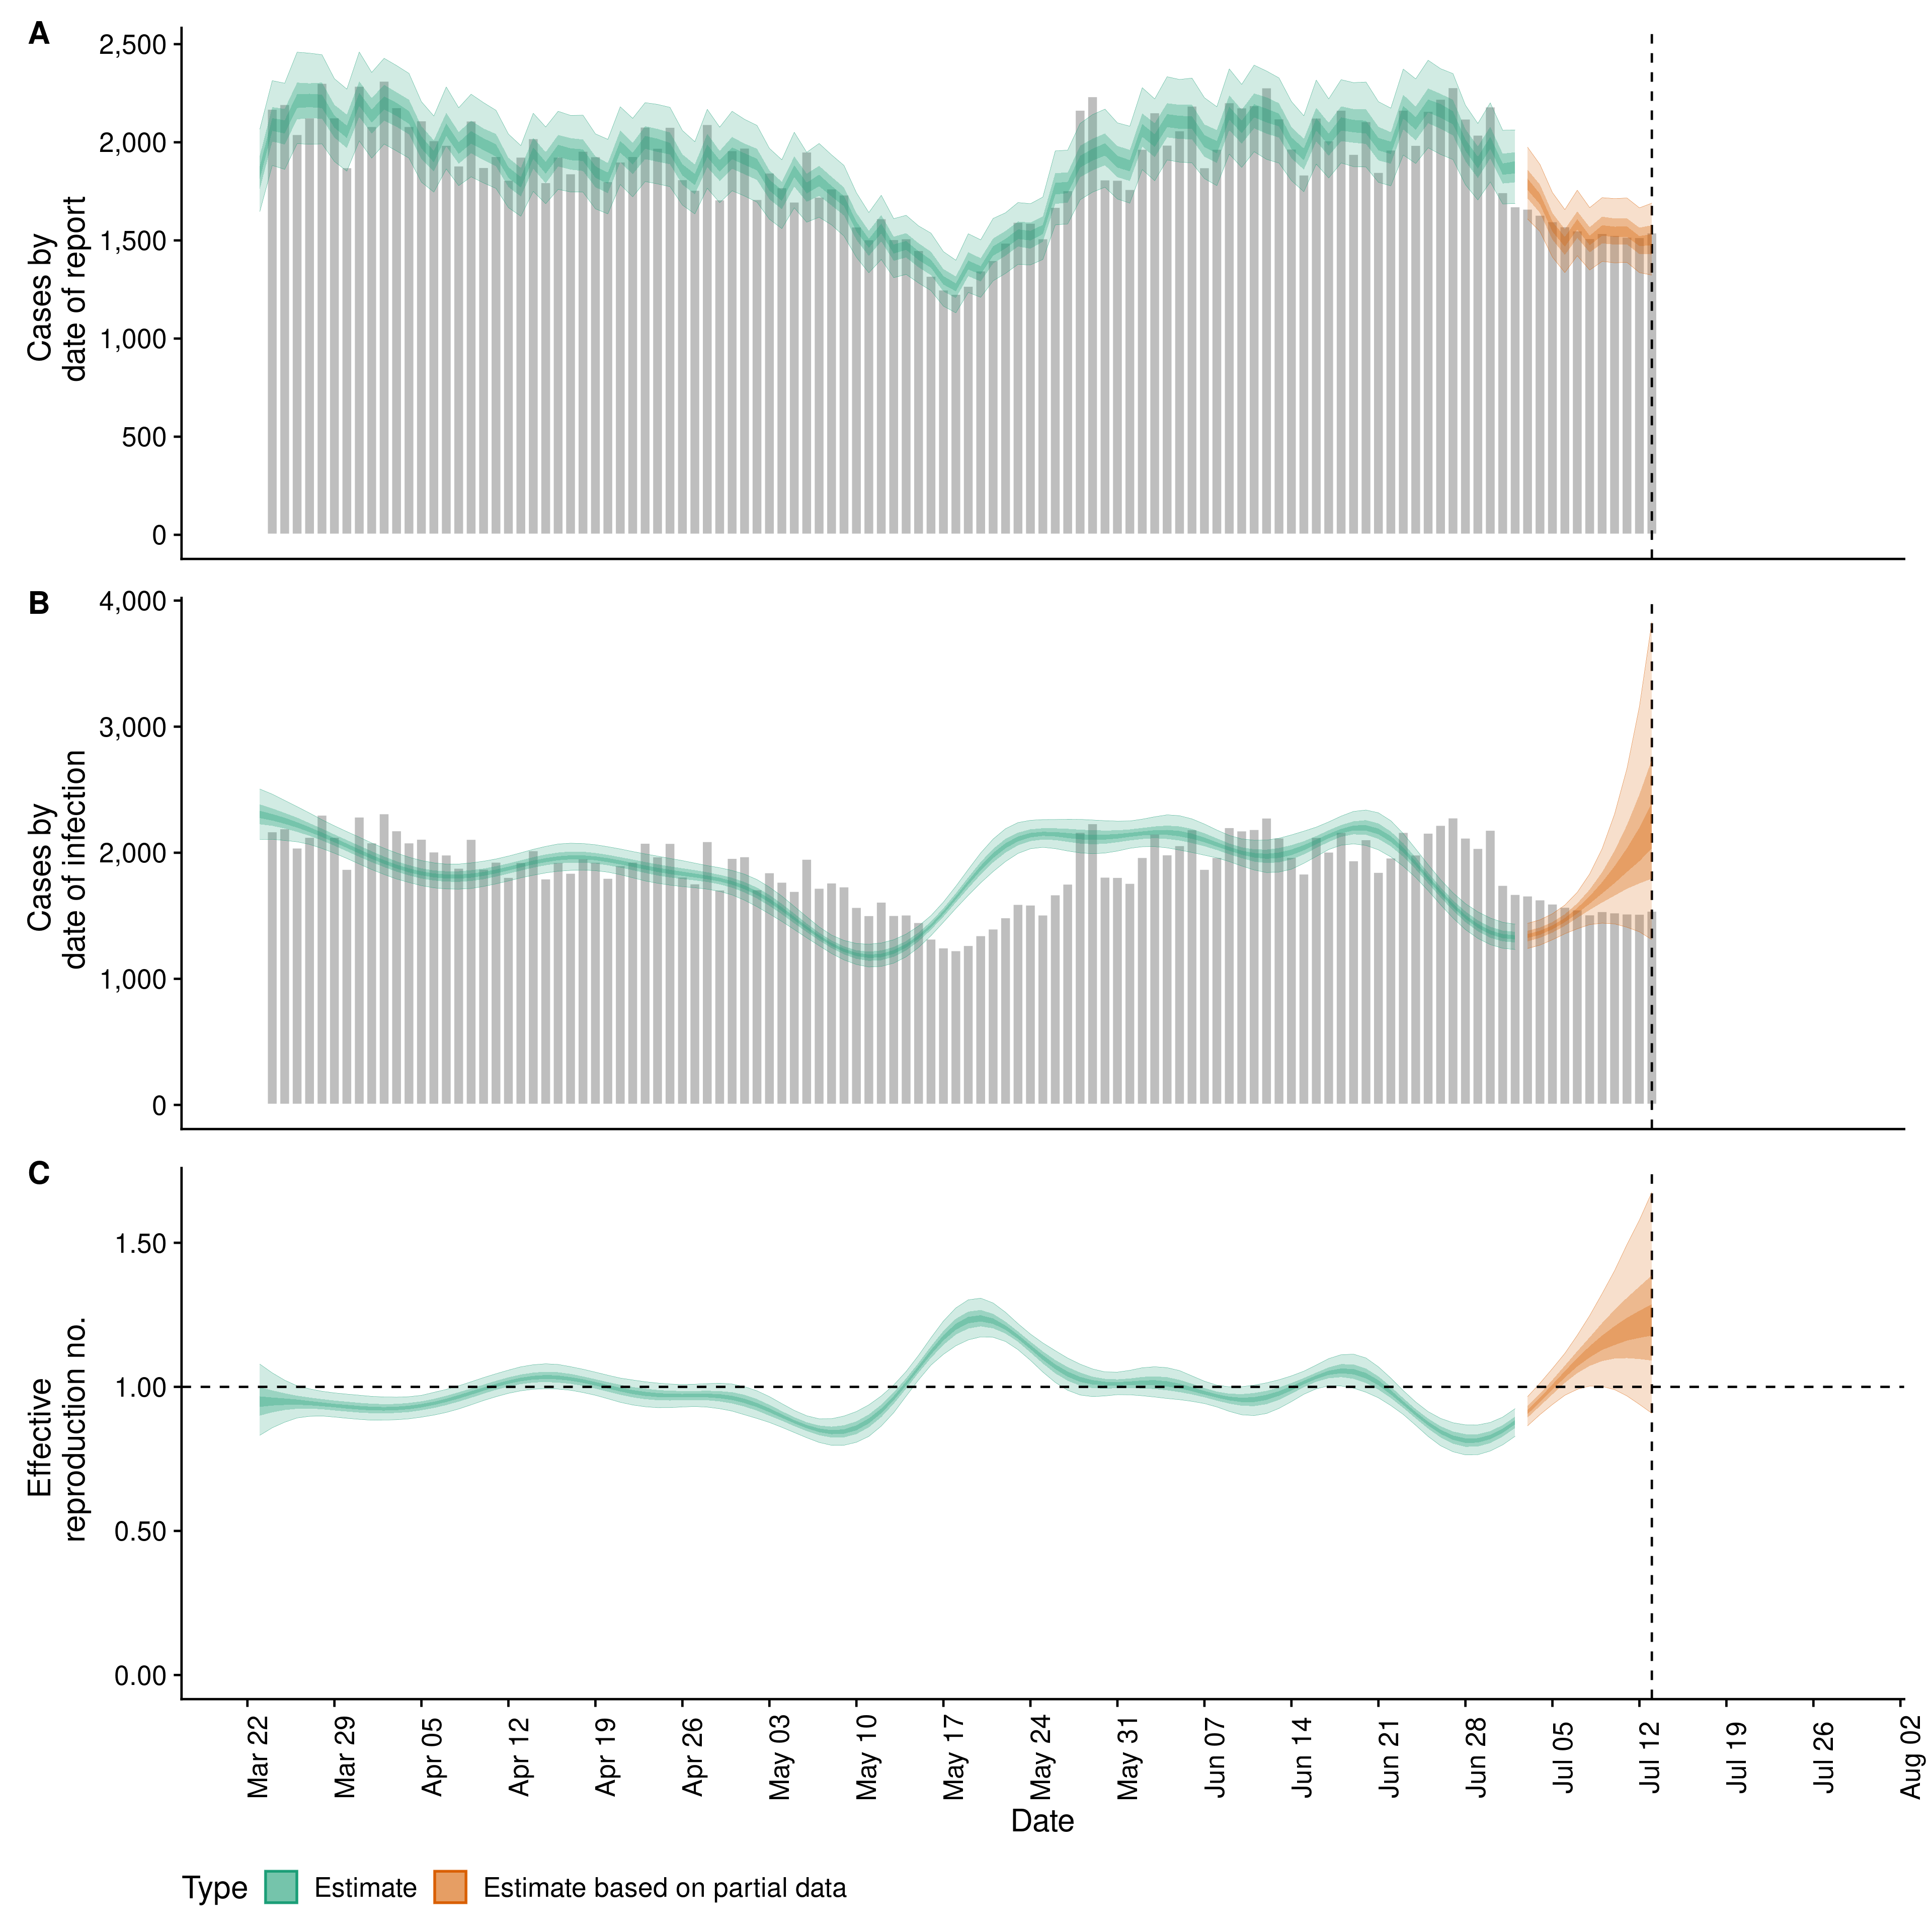 A
Cases by
date of report
2,500
2,000
1,500
1,000
500
0
B
Cases by
date of infection
4,000
3,000
2,000
1,000
0
C
Effective
reproduction no.
1.50
1.00
0.50
0.00
Mar 22
Mar 29
Apr 05
Apr 12
Apr 19
Apr 26
May 03
May 10
May 17
May 24
May 31
Jun 07
Jun 14
Jun 21
Jun 28
Jul 05
Jul 12
Jul 19
Jul 26
Aug 02
Date
Type Estimate Estimate based on partial data